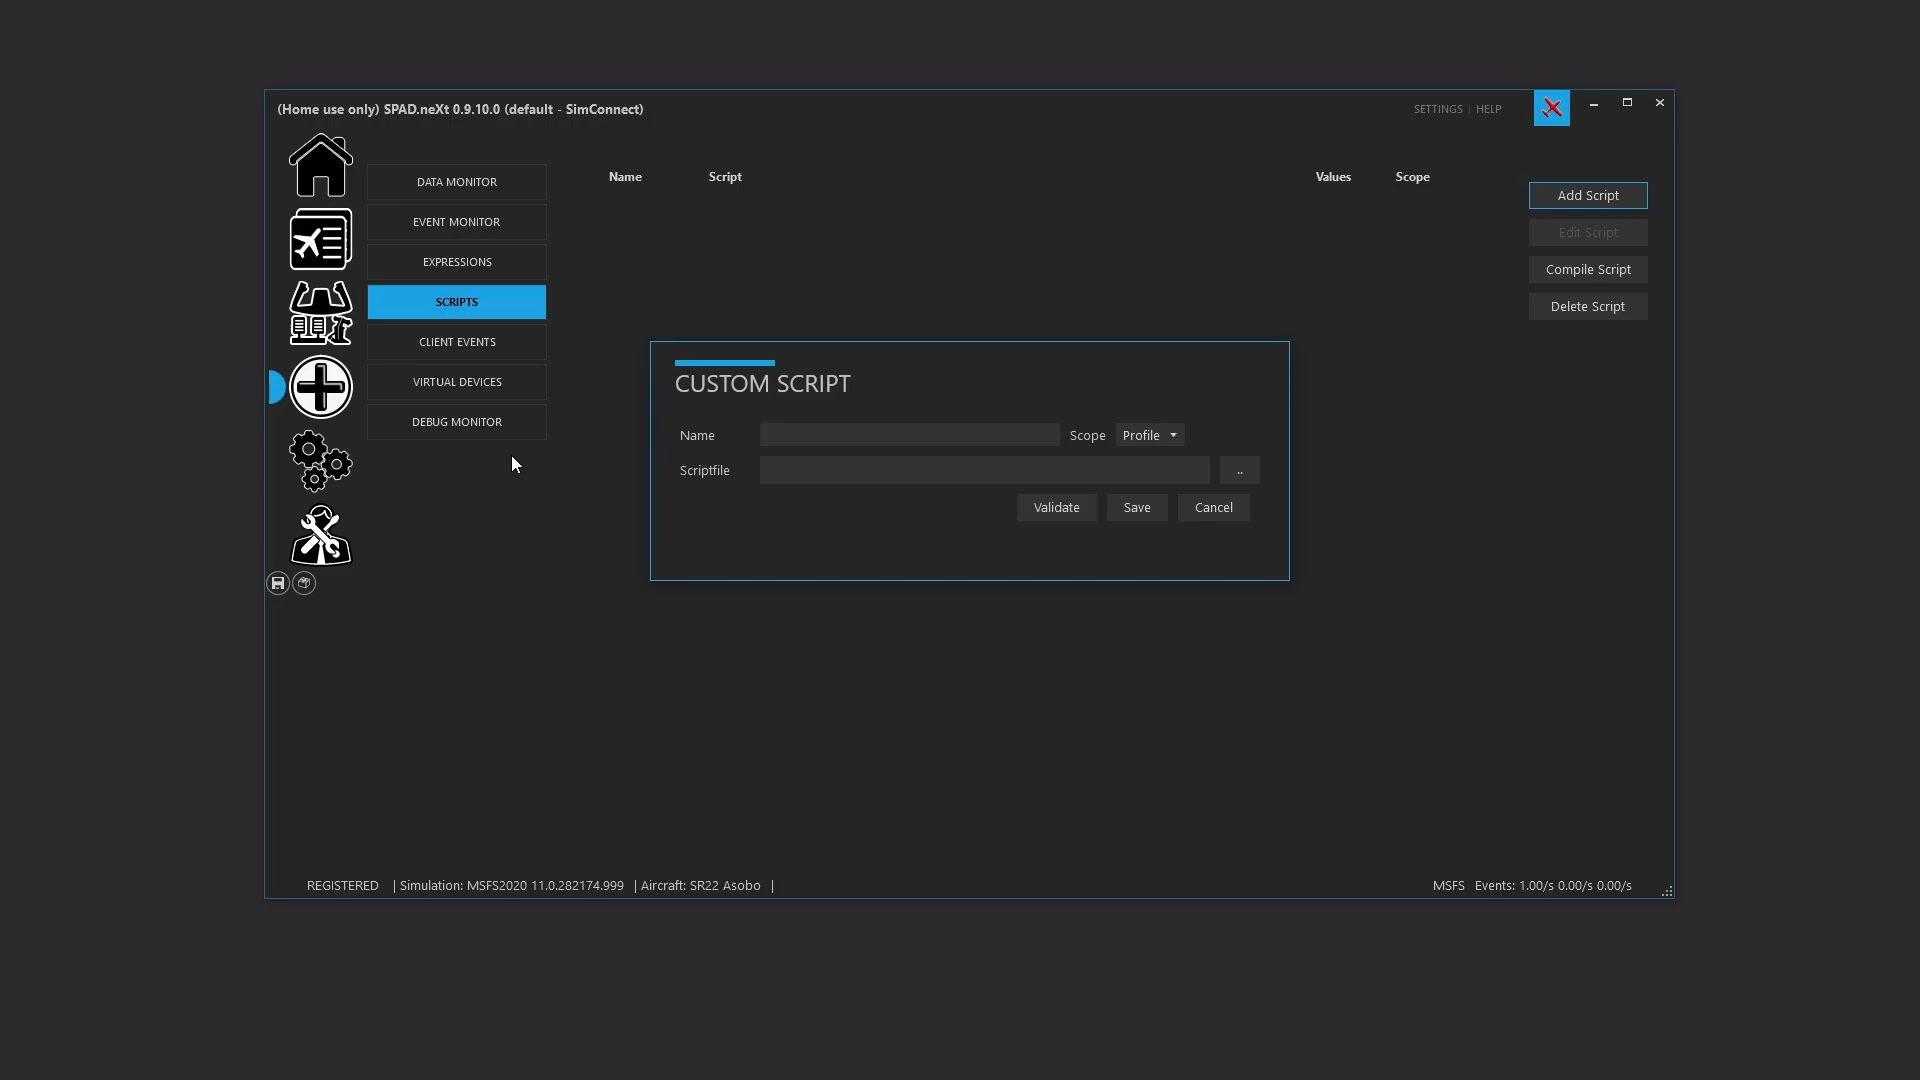 (Home use only) SPAD.neXt 0.9.10.0 (default - SimConnect)
SETTINGS | HELP
DATA MONITOR
EVENT MONITOR
EXPRESSIONS
SCRIPTS
CLIENT EVENTS
VIRTUAL DEVICES
DEBUG MONITOR
Name Script Values Scope
Add Script
Edit Script
Compile Script
Delete Script
CUSTOM SCRIPT
Name Scope Profile
Scriptfile ..
Validate Save Cancel
REGISTERED | Simulation: MSFS2020 11.0.282174.999 | Aircraft: SR22 Asobo |
MSFS Events: 1.00/s 0.00/s 0.00/s